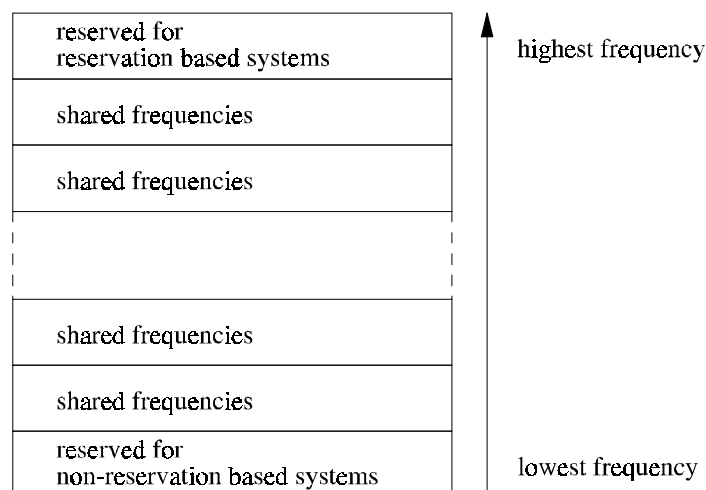 reserved for
reservation based systems
highest frequency
shared frequencies
shared frequencies
shared frequencies
shared frequencies
reserved for
non-reservation based systems
lowest frequency